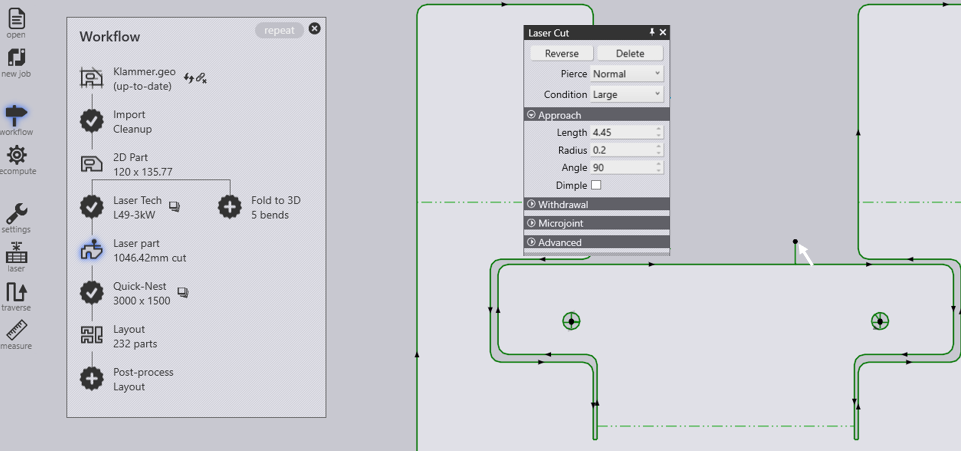 open
new job
workflow
ecompute
settings
laser
traverse
measure
Workflow
repeat
Klammer.geo
(up-to-date)
Import
Cleanup
2D Part
120 x 135.77
Laser Tech
L49-3kW
Fold to 3D
5 bends
Laser part
1046.42mm cut
Quick-Nest
3000 x 1500
Layout
232 parts
Post-process
Layout
Laser Cut
Reverse
Delete
Pierce Normal
Condition Large
Approach
Length 4.45
Radius 0.2
Angle 90
Dimple
Withdrawal
Microjoint
Advanced